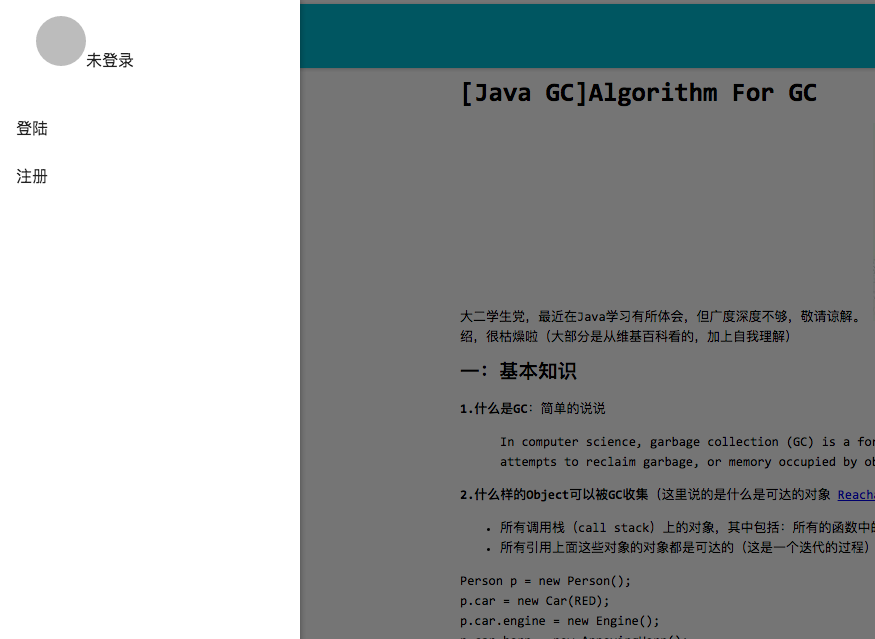 未登录
登陆
注册
[Java GC]Algorithm For GC
大二学生党，最近在Java学习有所体会，但广度深度不够，敬请谅解。
绍，很枯燥啦（大部分是从维基百科看的，加上自我理解）
一：基本知识
1.什么是GC：简单的说说
In computer science, garbage collection (GC) is a for
attempts to reclaim garbage, or memory occupied by ob
2.什么样的Object可以被GC收集（这里说的是什么是可达的对象 Reacha
所有调用栈（call stack）上的对象，其中包括：所有的函数中的
所有引用上面这些对象的对象都是可达的（这是一个迭代的过程）
Person p = new Person();
p.car = new Car(RED);
p.car.engine = new Engine();